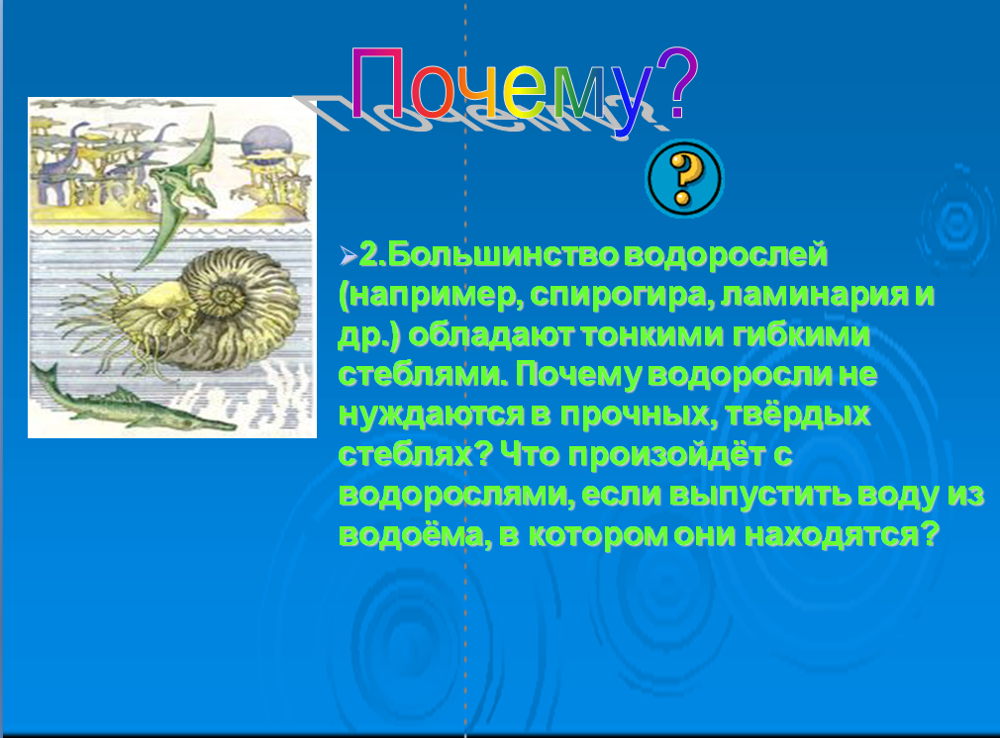 Почему?
2.Большинство водорослей
(например, спирогира, ламинария и
др.) обладают тонкими гибкими
стеблями. Почему водоросли не
нуждаются в прочных, твёрдых
стеблях? Что произойдёт с
водорослями, если выпустить воду из
водоёма, в котором они находятся?